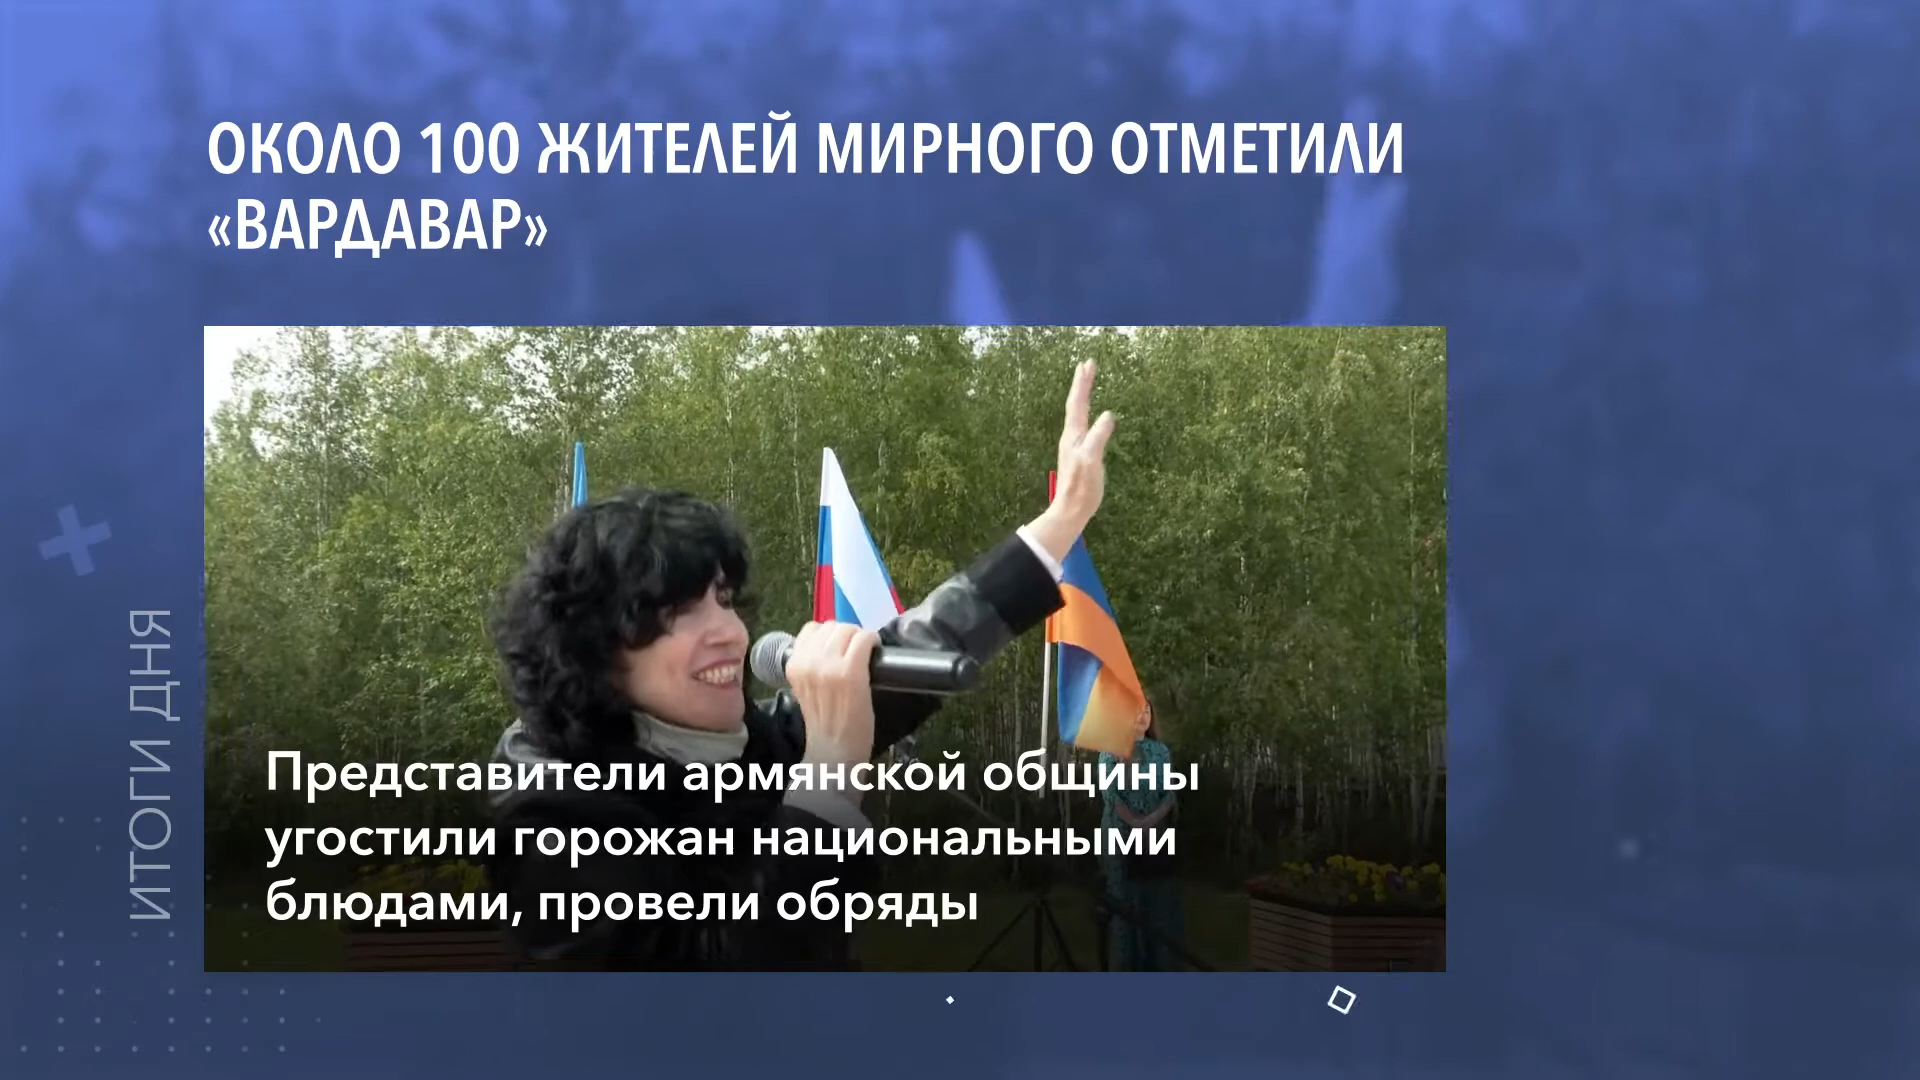 ОКОЛО 100 ЖИТЕЛЕЙ МИРНОГО ОТМЕТИЛИ
«ВАРДАВАР»
ИТОГИ ДНЯ
Представители армянской общины
угостили горожан национальными
блюдами, провели обряды